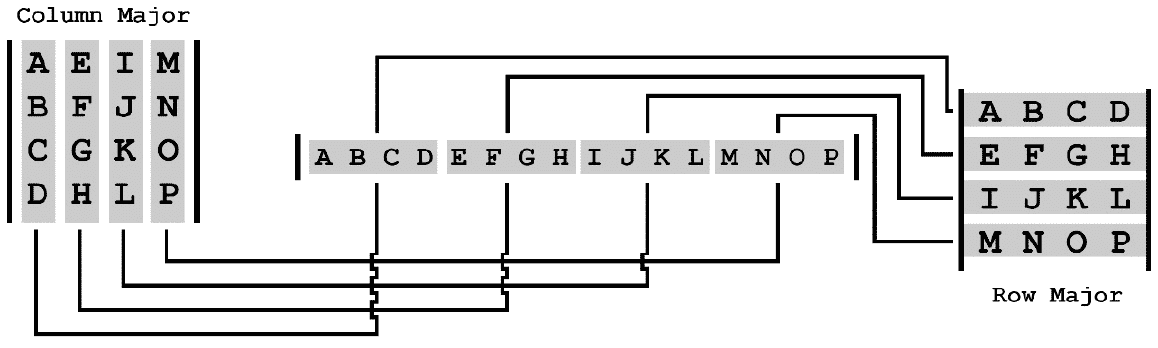 Column Major
A E I M
B F J N
C G K O
D H L P
A B C D E F G H I J K L M N O P
A B C D
E F G H
I J K L
M N O P
Row Major